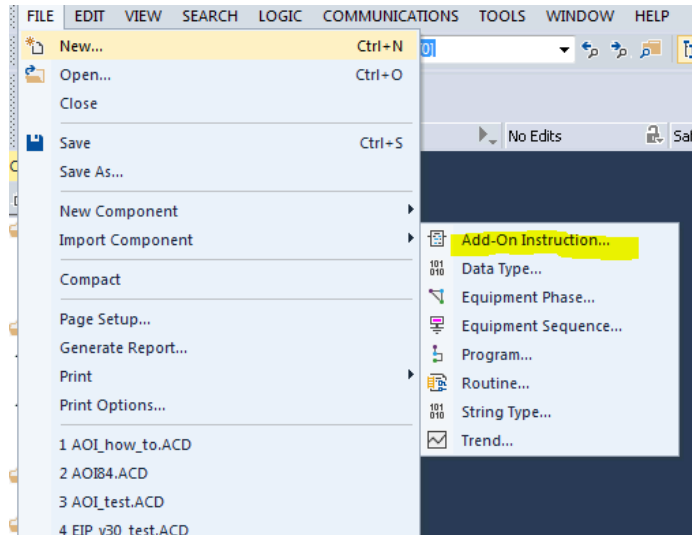 FILE EDIT VIEW SEARCH LOGIC COMMUNICATIONS TOOLS WINDOW HELP
New... Ctrl+N
Open... Ctrl+O
Close
Save Ctrl+S
No Edits
Save As...
New Component
Import Component
Add-On Instruction...
Data Type...
Equipment Phase...
Equipment Sequence...
Program...
Routine...
String Type...
Trend...
Compact
Page Setup...
Generate Report...
Print
Print Options...
1 AOI_how_to.ACD
2 AOI84.ACD
3 AOI_test.ACD
4 EIP_v30_test.ACD